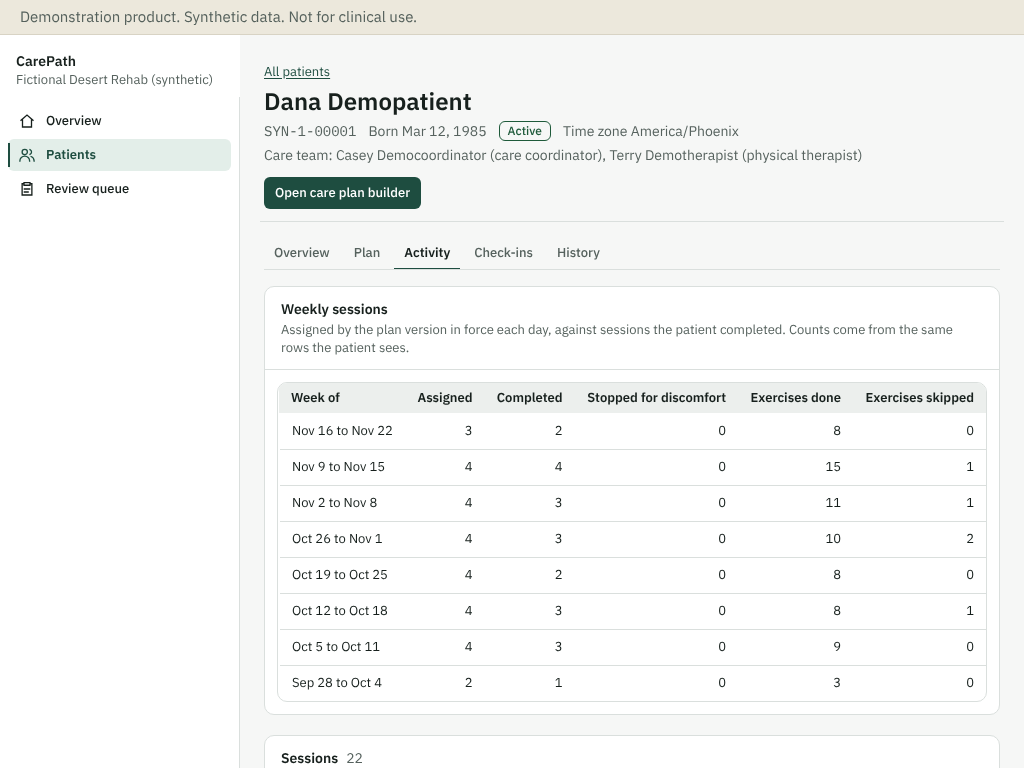 Demonstration product. Synthetic data. Not for clinical use.
CarePath
Fictional Desert Rehab (synthetic)
Overview
Patients
Review queue
All patients
Dana Demopatient
SYN-1-00001 Born Mar 12, 1985 Active Time zone America/Phoenix
Care team: Casey Democoordinator (care coordinator), Terry Demotherapist (physical therapist)
Open care plan builder
Overview Plan Activity Check-ins History
Weekly sessions
Assigned by the plan version in force each day, against sessions the patient completed. Counts come from the same
rows the patient sees.
Week of Assigned Completed Stopped for discomfort Exercises done Exercises skipped
Nov 16 to Nov 22 3 2 0 8 0
Nov 9 to Nov 15 4 4 0 15 1
Nov 2 to Nov 8 4 3 0 11 1
Oct 26 to Nov 1 4 3 0 10 2
Oct 19 to Oct 25 4 2 0 8 0
Oct 12 to Oct 18 4 3 0 8 1
Oct 5 to Oct 11 4 3 0 9 0
Sep 28 to Oct 4 2 1 0 3 0
Sessions 22